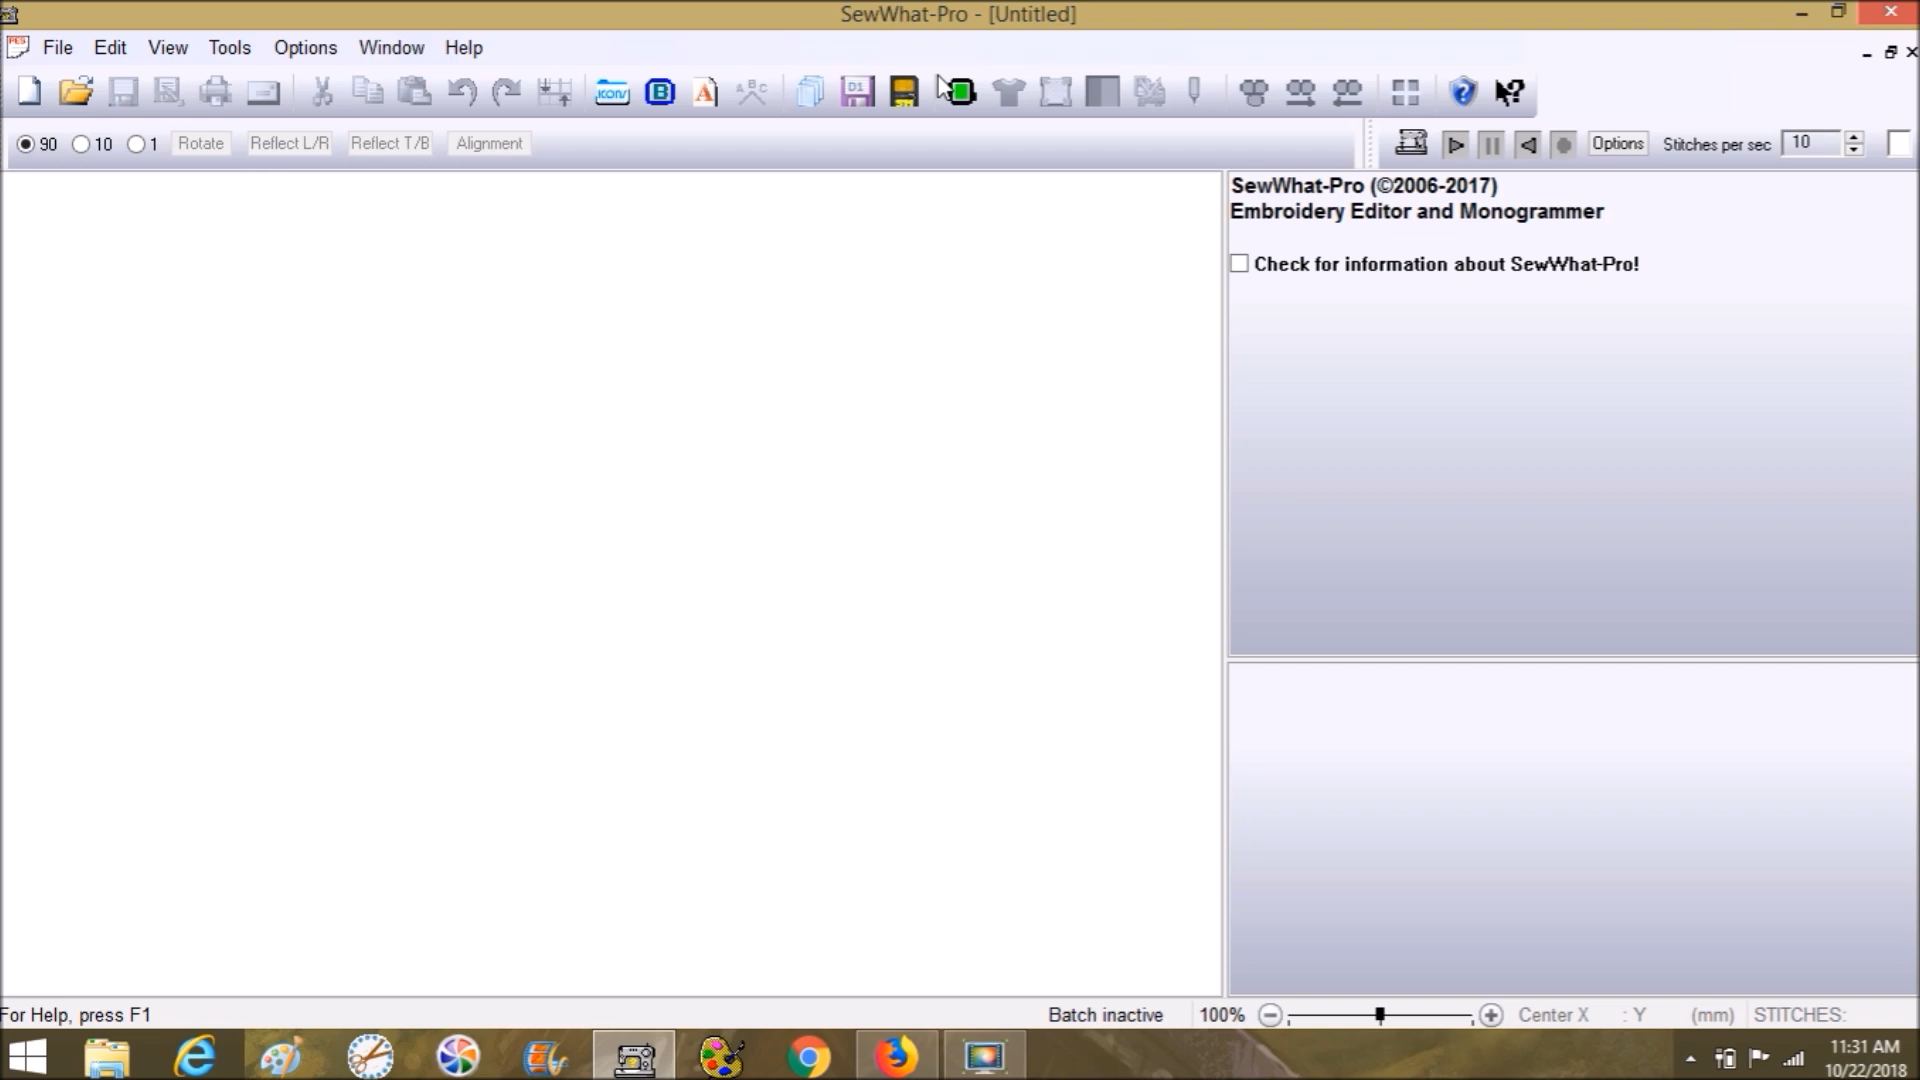 SewWhat-Pro - [Untitled]
File Edit View Tools Options Window Help
90 10 1 Rotate Reflect L/R Reflect T/B Alignment Options Stitches per sec 10
SewWhat-Pro (©2006-2017)
Embroidery Editor and Monogrammer
Check for information about SewWhat-Pro!
For Help, press F1 Batch inactive 100% Center X : Y (mm) STITCHES:
11:31 AM
10/22/2018